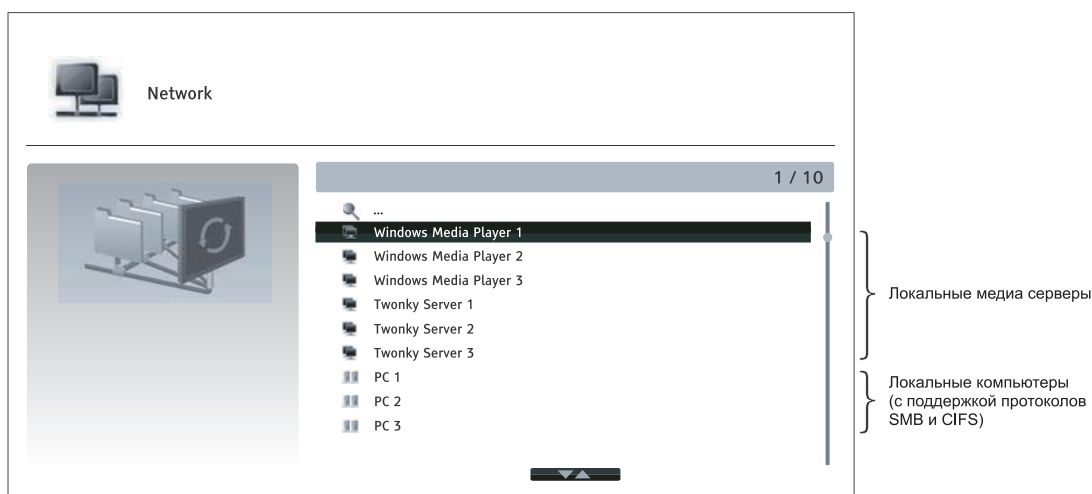 Network
1 / 10
...
Windows Media Player 1
Windows Media Player 2
Windows Media Player 3
Twonky Server 1
Twonky Server 2
Twonky Server 3
PC 1
PC 2
PC 3
Локальные медиа серверы
Локальные компьютеры
(с поддержкой протоколов
SMB и CIFS)